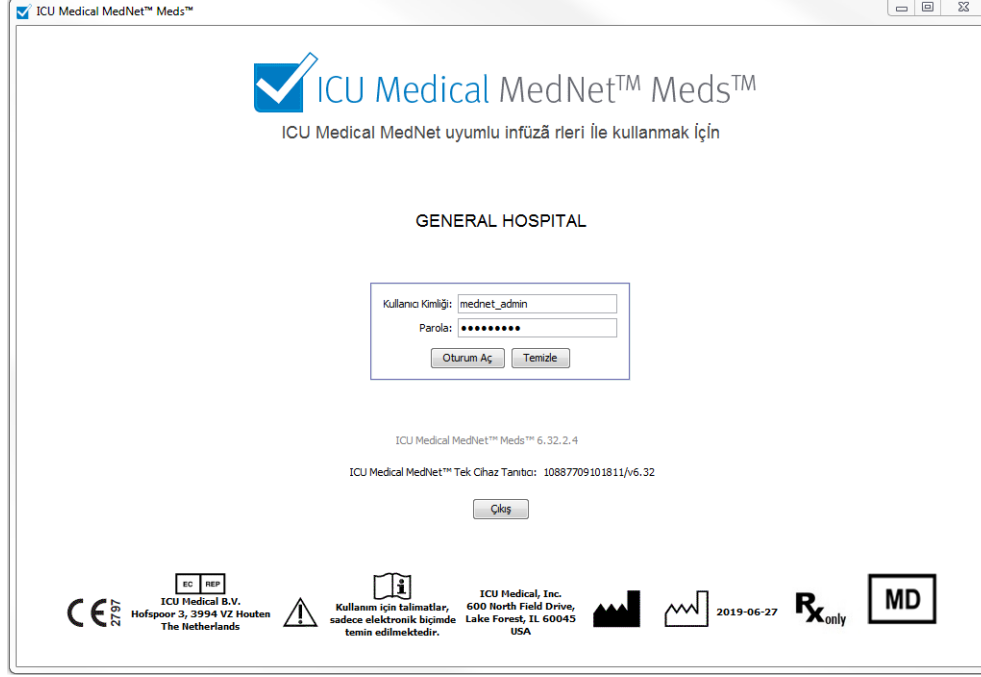 ICU Medical MedNet™ Meds™
ICU Medical MedNet™ Meds™
ICU Medical MedNet uyumlu infüzã rleri İle kullanmak İçİn
GENERAL HOSPITAL
Kullanıcı Kimliği: mednet_admin
Parola: •••••••••
Oturum Aç Temizle
ICU Medical MedNet™ Meds™ 6.32.2.4
ICU Medical MedNet™ Tek Cihaz Tanıtıcı: 10887709101811/v6.32
Çıkış
CE 2797
EC REP
ICU Medical B.V.
Hofspoor 3, 3994 VZ Houten
The Netherlands
Kullanım için talimatlar,
sadece elektronik biçimde
temin edilmektedir.
ICU Medical, Inc.
600 North Field Drive,
Lake Forest, IL 60045
USA
2019-06-27
Rx only
MD